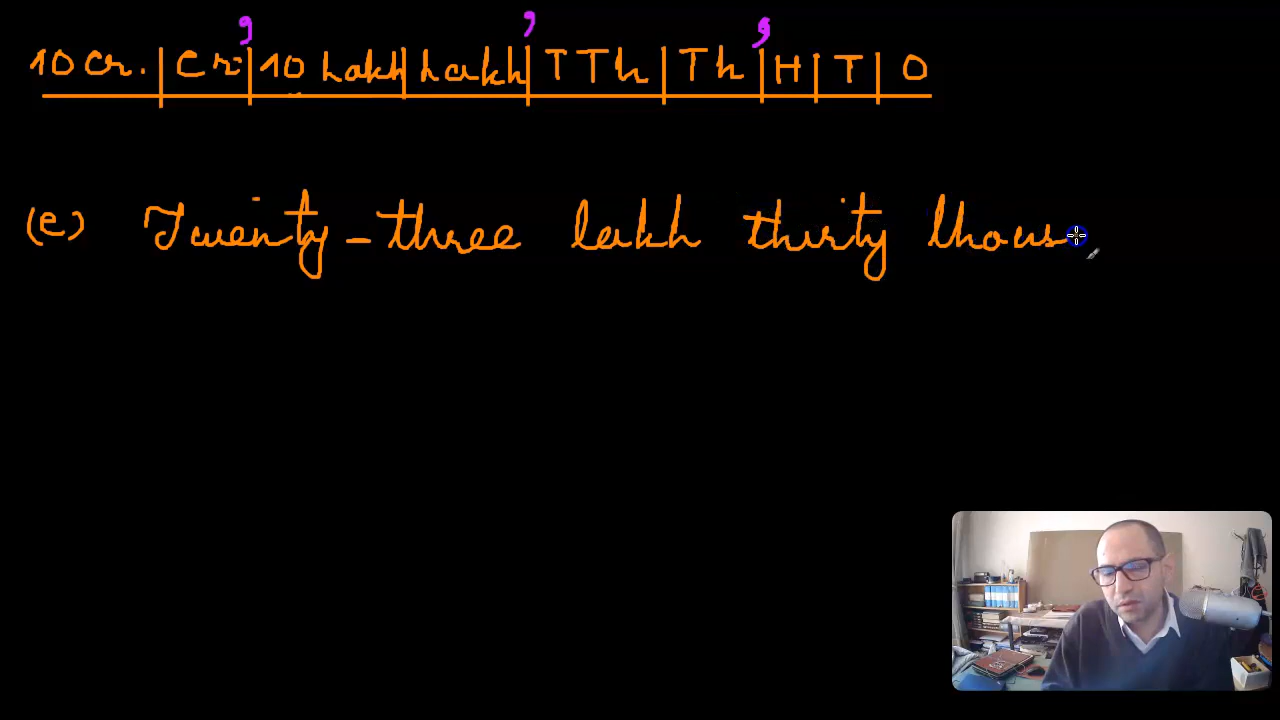 10 Cr. | Cr. , | 10 Lakh | Lakh , | T Th | Th , | H | T | O
(e) Twenty-three lakh thirty thous